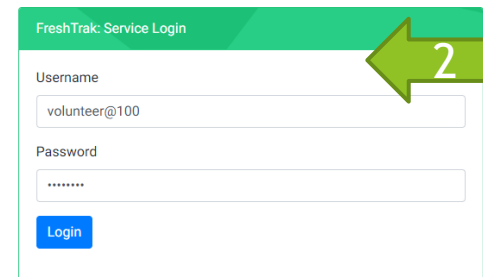 FreshTrak: Service Login
2
Username
volunteer@100
Password
········
Login